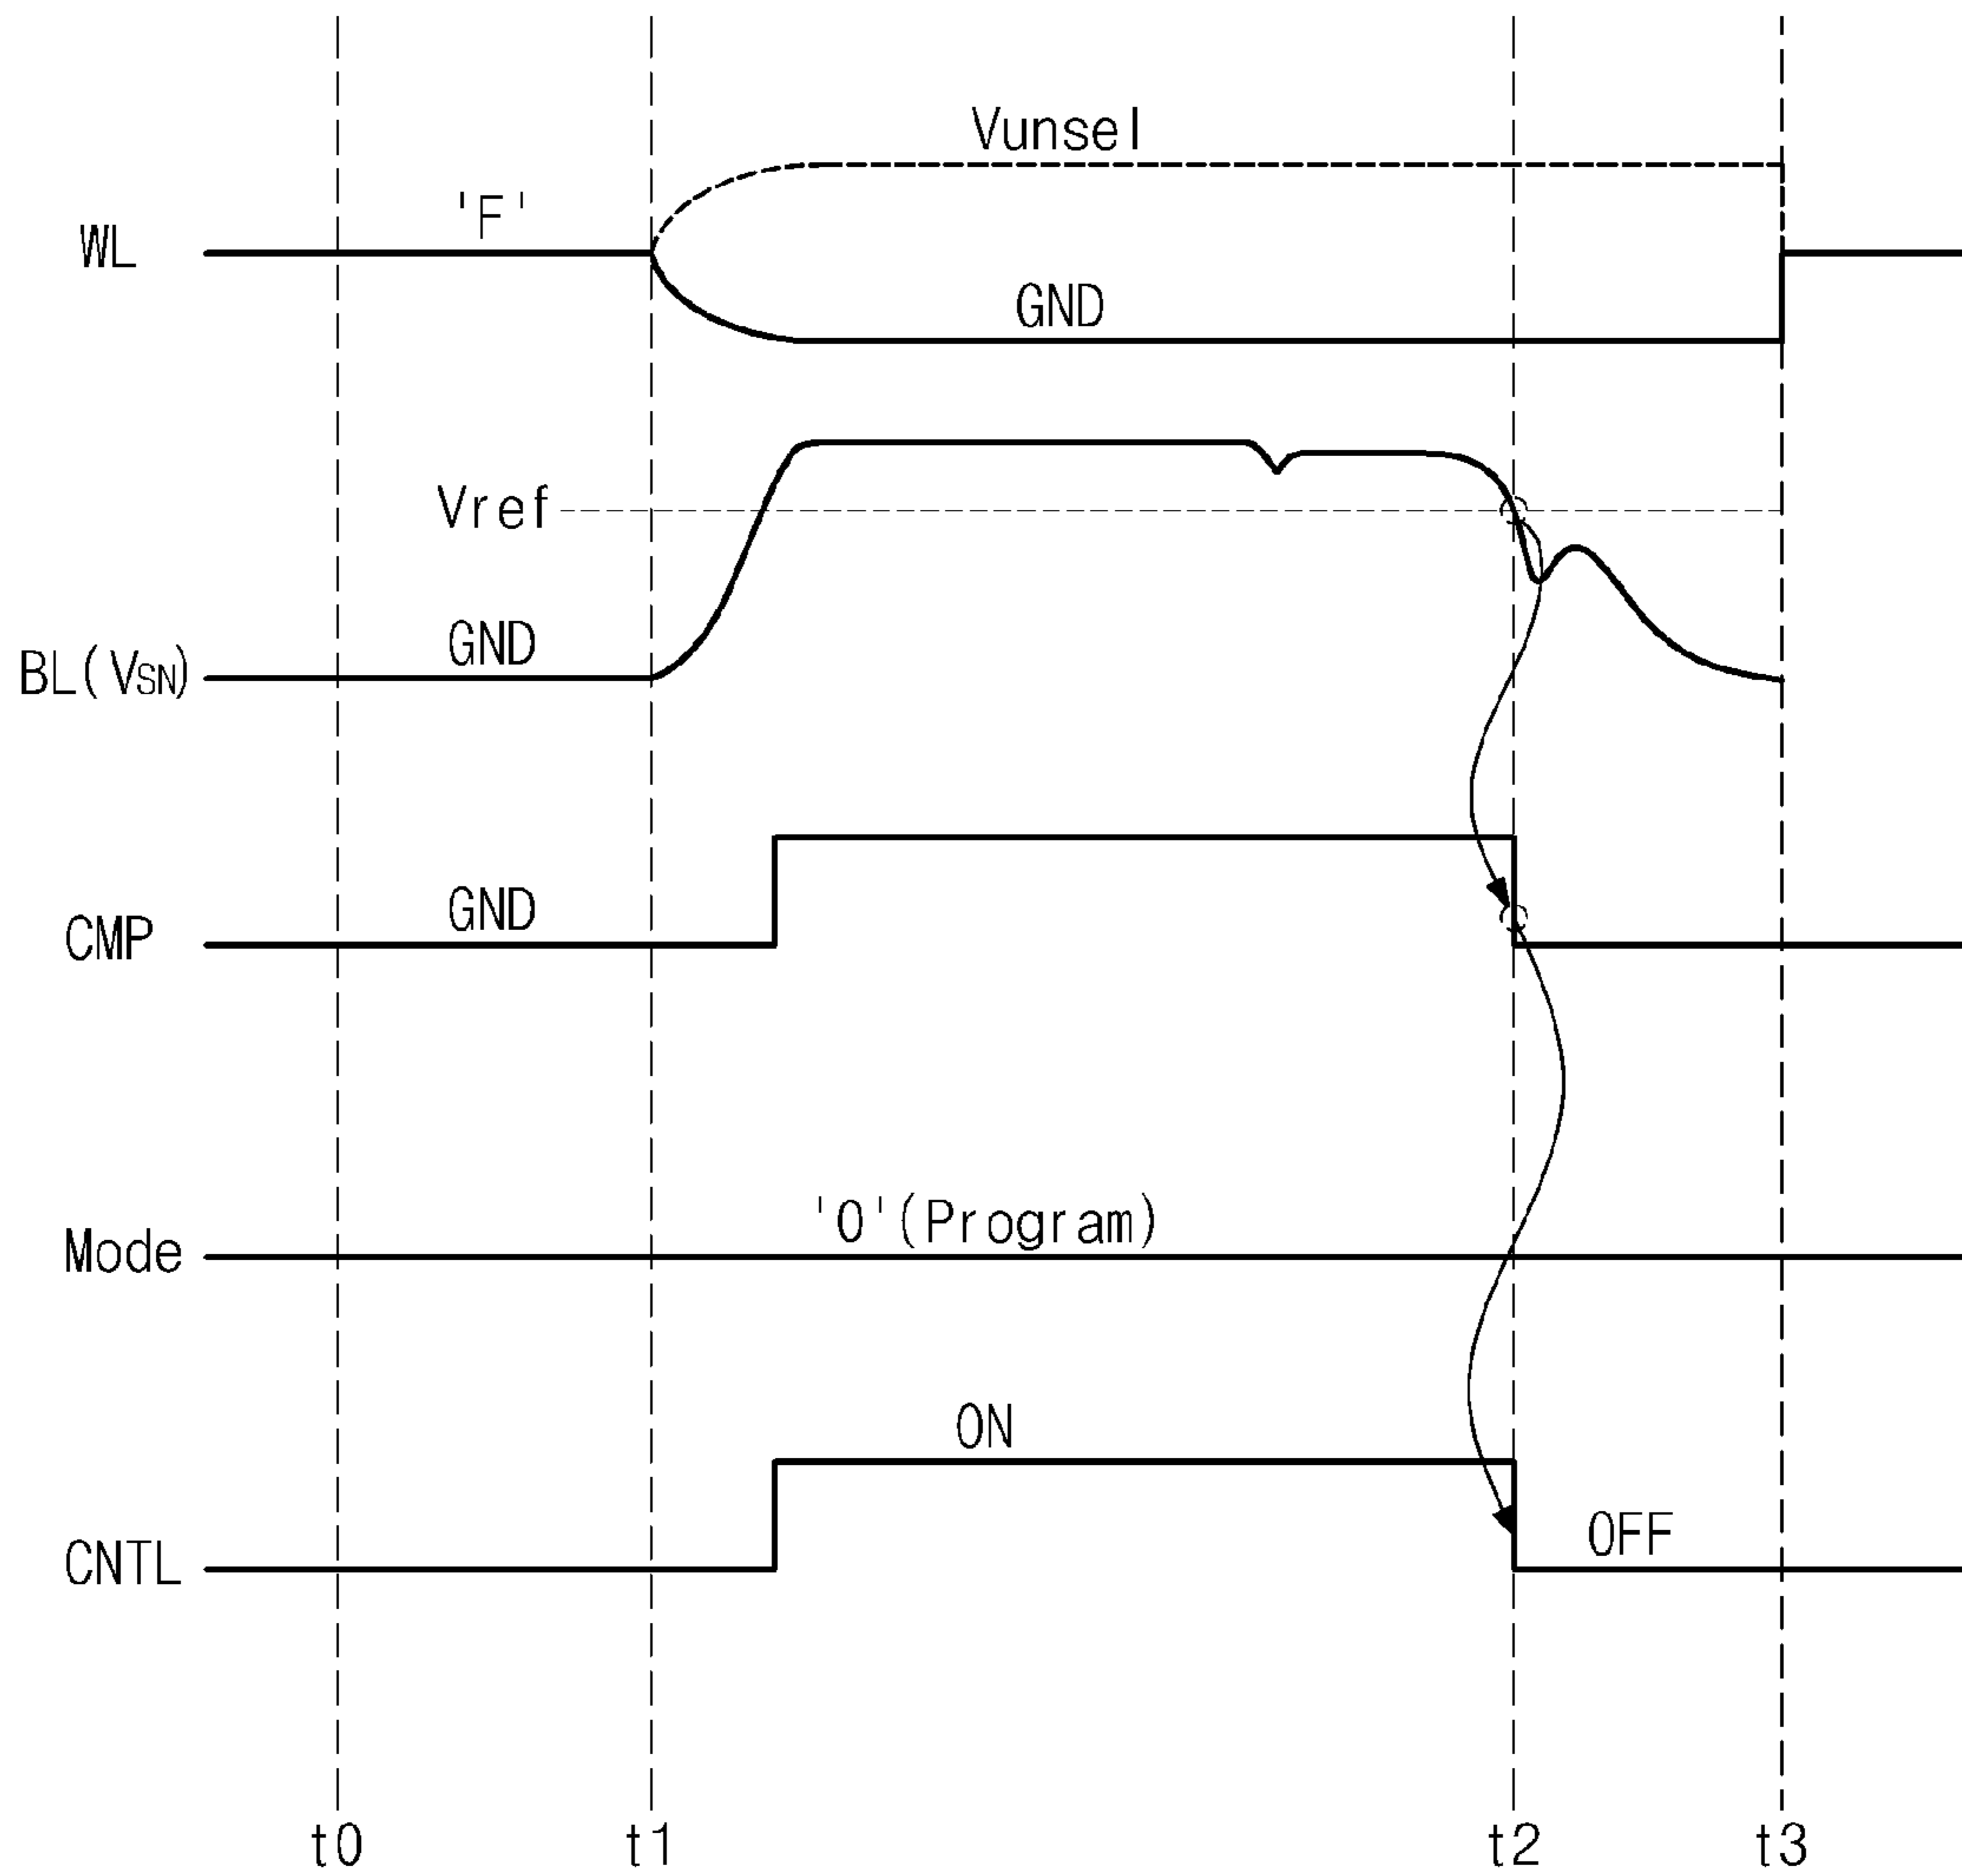 Vunsel
'F'
WL
GND
Vref
GND
BL(VSN)
GND
CMP
'0'(Program)
Mode
ON
OFF
CNTL
t0 t1 t2 t3